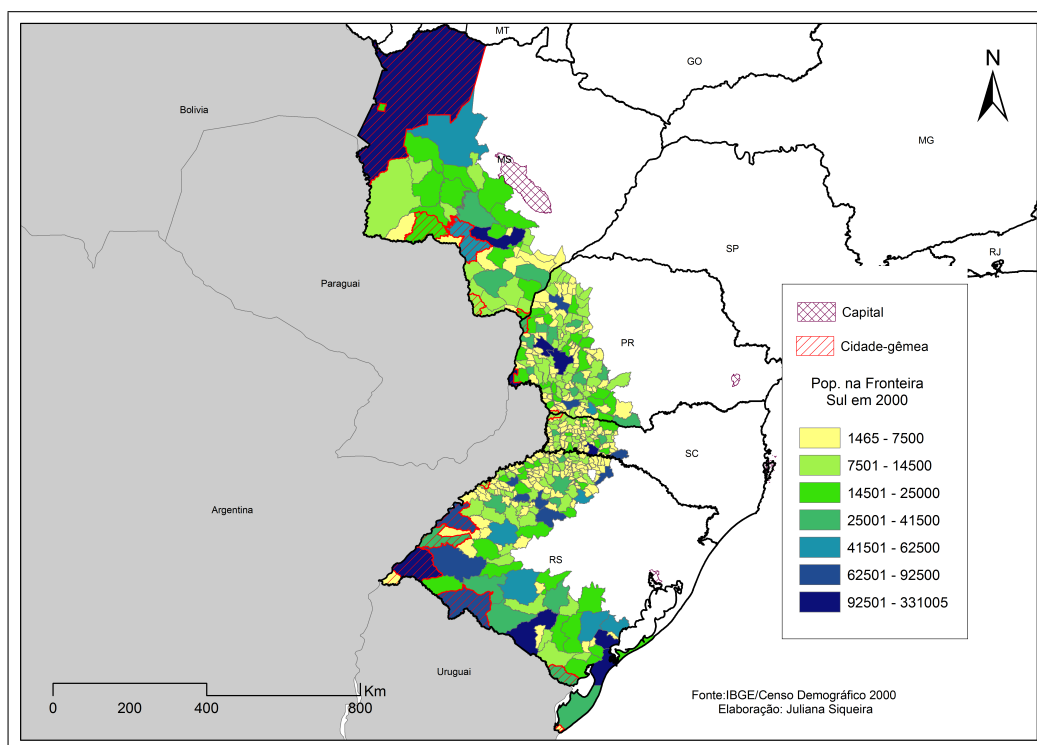 MT
GO
N
Bolivia
MG
MS
SP
RJ
Paraguai
Capital
PR
Cidade-gêmea
Pop. na Fronteira
Sul em 2000
1465 - 7500
SC
7501 - 14500
14501 - 25000
Argentina
25001 - 41500
41501 - 62500
RS
62501 - 92500
92501 - 331005
Uruguai
Km
0 200 400 800
Fonte:IBGE/Censo Demográfico 2000
Elaboração: Juliana Siqueira